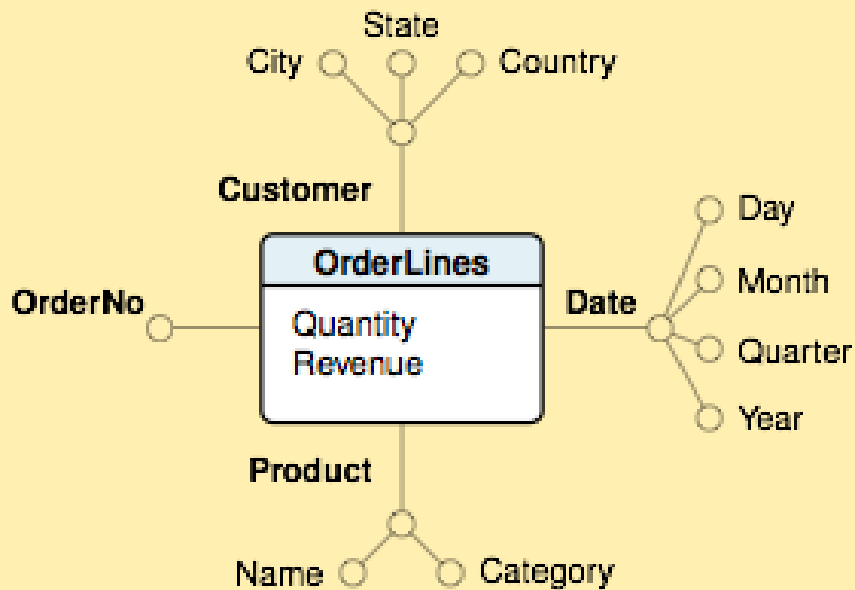 State
City
Country
Customer
Day
OrderLines
Month
OrderNo
Date
Quantity
Revenue
Quarter
Year
Product
Name
Category